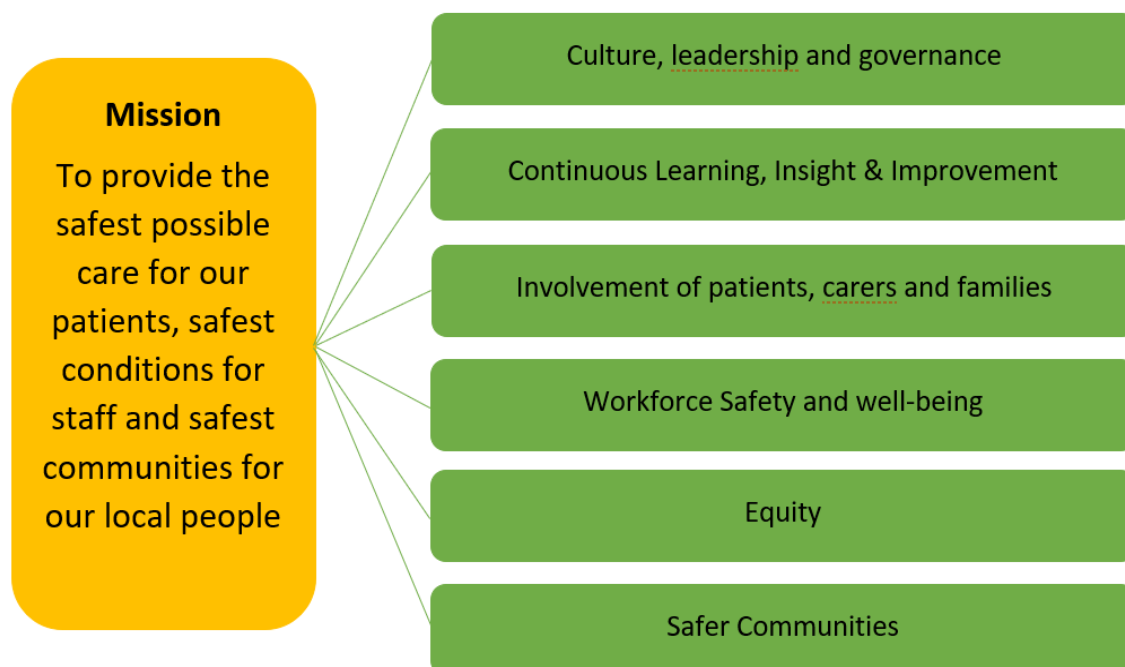 Mission
To provide the
safest possible
care for our
patients, safest
conditions for
staff and safest
communities for
our local people
Culture, leadership and governance
Continuous Learning, Insight & Improvement
Involvement of patients, carers and families
Workforce Safety and well-being
Equity
Safer Communities